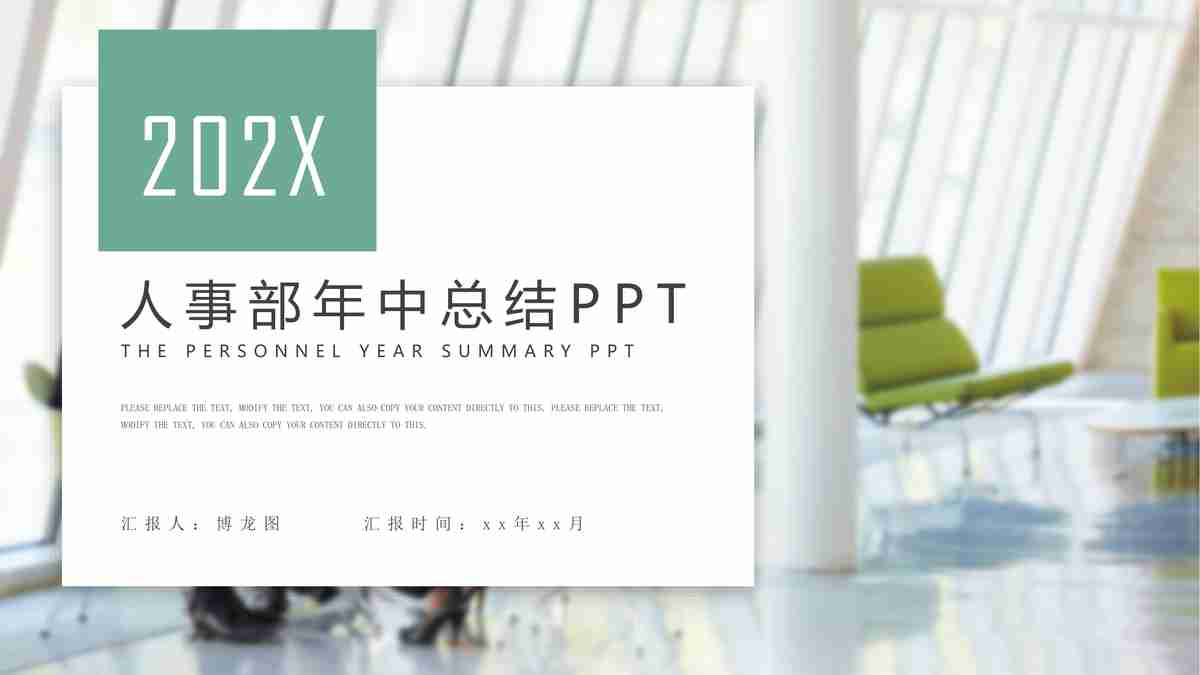 202X
人事部年中总结PPT
THE PERSONNEL YEAR SUMMARY PPT
PLEASE REPLACE THE TEXT, MODIFY THE TEXT, YOU CAN ALSO COPY YOUR CONTENT DIRECTLY TO THIS. PLEASE REPLACE THE TEXT,
MODIFY THE TEXT, YOU CAN ALSO COPY YOUR CONTENT DIRECTLY TO THIS.
汇报人：博龙图 汇报时间：xx年xx月